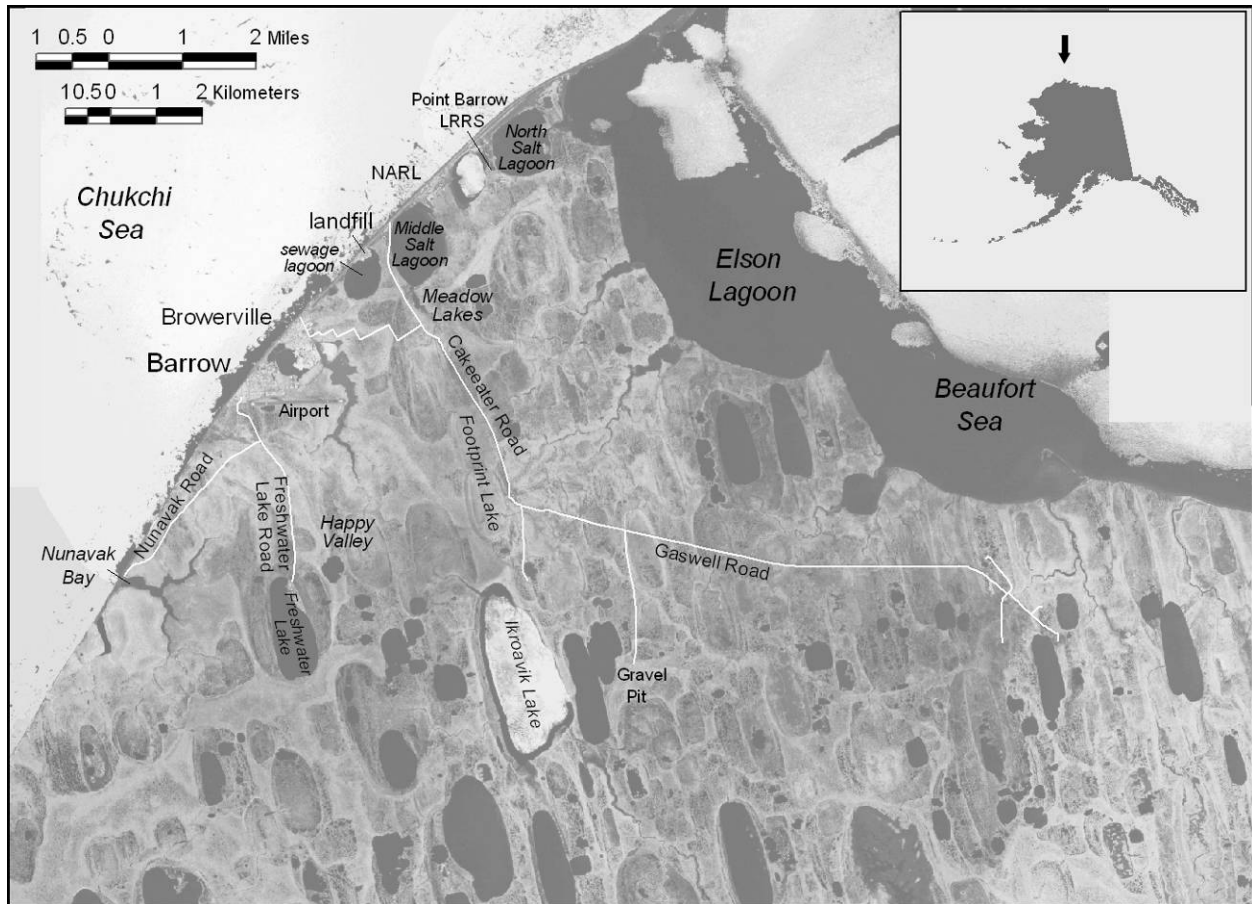 1 0.5 0 1 2 Miles
10.50 1 2 Kilometers
Point Barrow
LRRS
North
Salt
Lagoon
NARL
Chukchi
Sea
landfill
sewage
lagoon
Middle
Salt
Lagoon
Elson
Lagoon
Meadow
Lakes
Browerville
Barrow
Cakeeater Road
Beaufort
Sea
Airport
Footprint Lake
Nunavak Road
Freshwater
Lake Road
Happy
Valley
Nunavak
Bay
Gaswell Road
Freshwater
Lake
Ikroavik Lake
Gravel
Pit